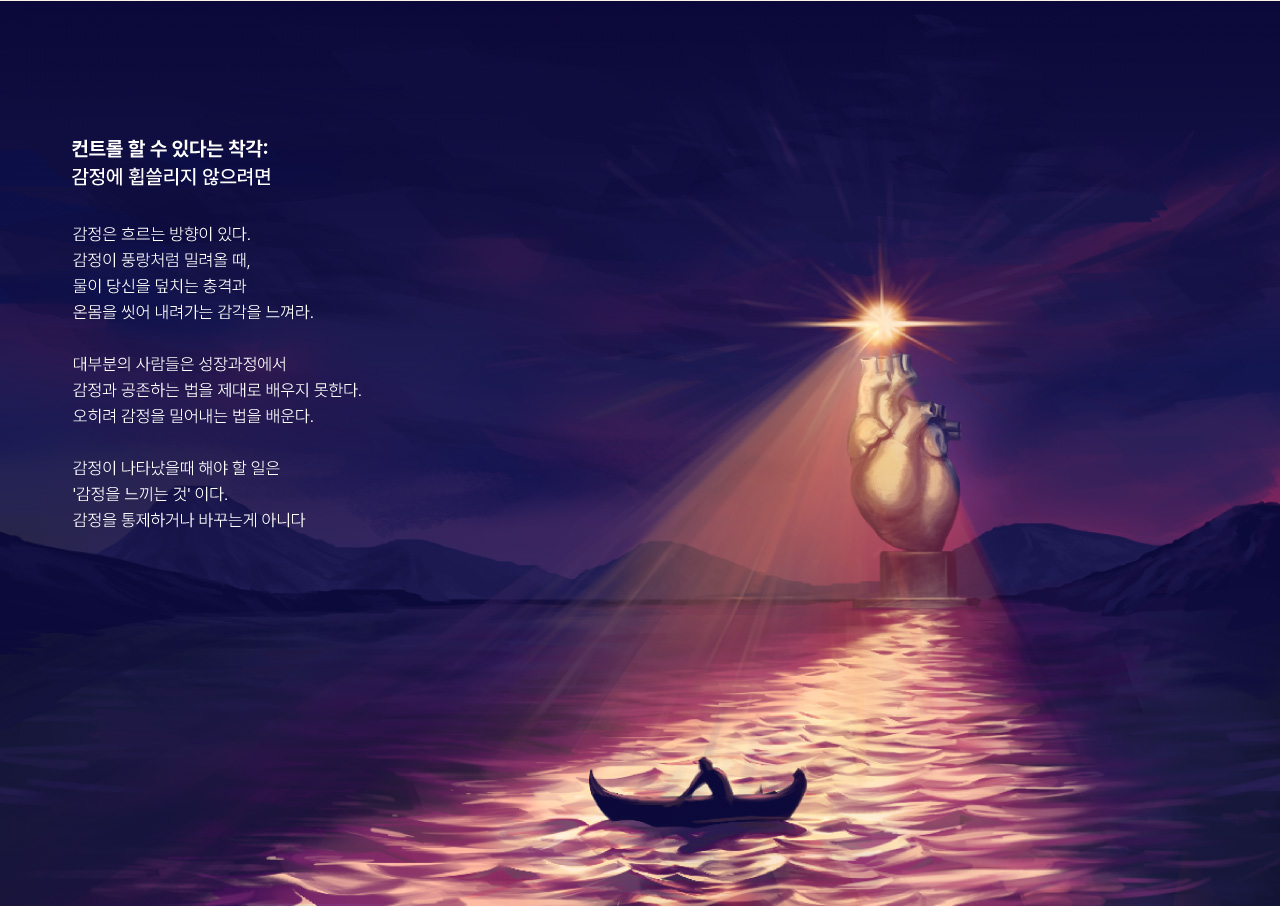 컨트롤 할 수 있다는 착각:
감정에 휩쓸리지 않으려면
감정은 흐르는 방향이 있다.
감정이 풍랑처럼 밀려올 때,
물이 당신을 덮치는 충격과
온몸을 씻어 내려가는 감각을 느껴라.
대부분의 사람들은 성장과정에서
감정과 공존하는 법을 제대로 배우지 못한다.
오히려 감정을 밀어내는 법을 배운다.
감정이 나타났을때 해야 할 일은
'감정을 느끼는 것' 이다.
감정을 통제하거나 바꾸는게 아니다